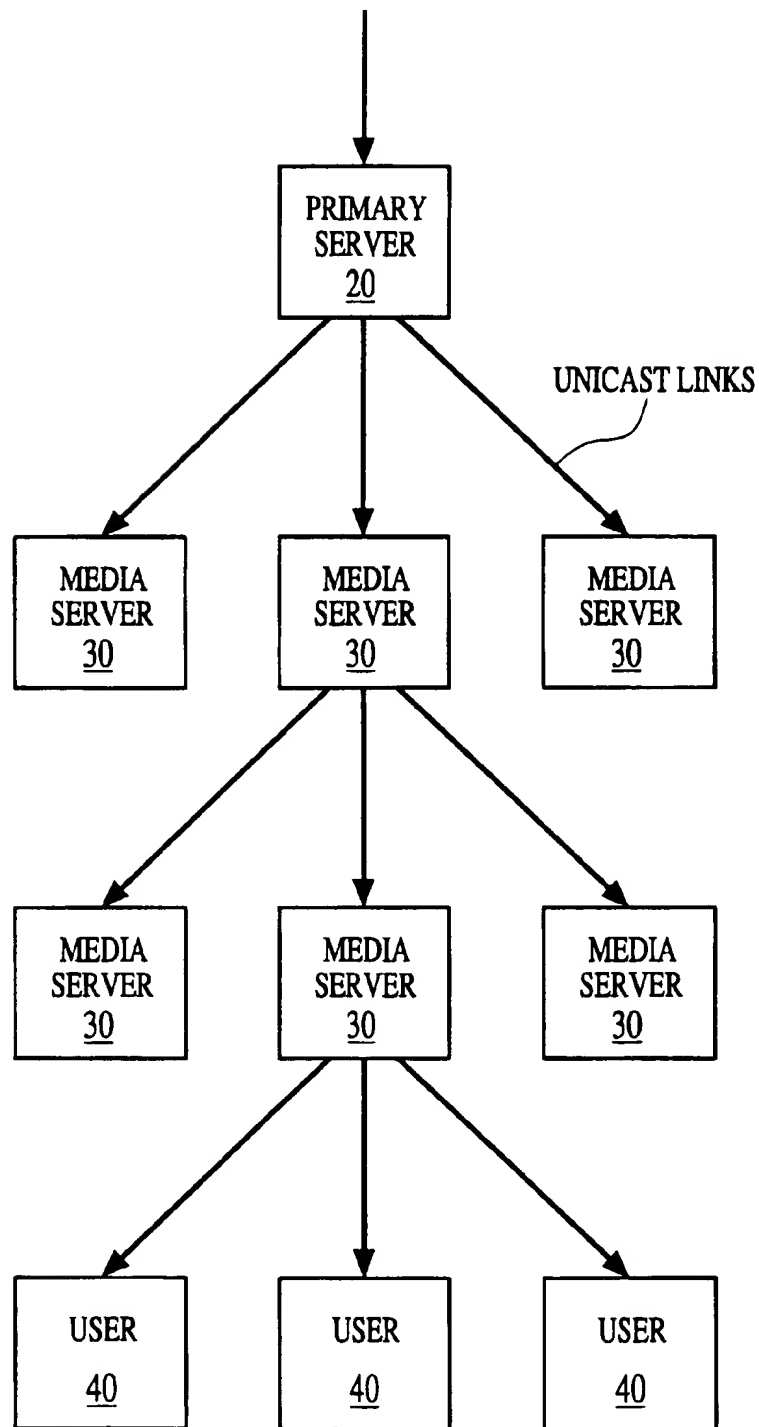 PRIMARY
SERVER
20
UNICAST LINKS
MEDIA
SERVER
30
MEDIA
SERVER
30
MEDIA
SERVER
30
MEDIA
SERVER
30
MEDIA
SERVER
30
MEDIA
SERVER
30
USER
40
USER
40
USER
40